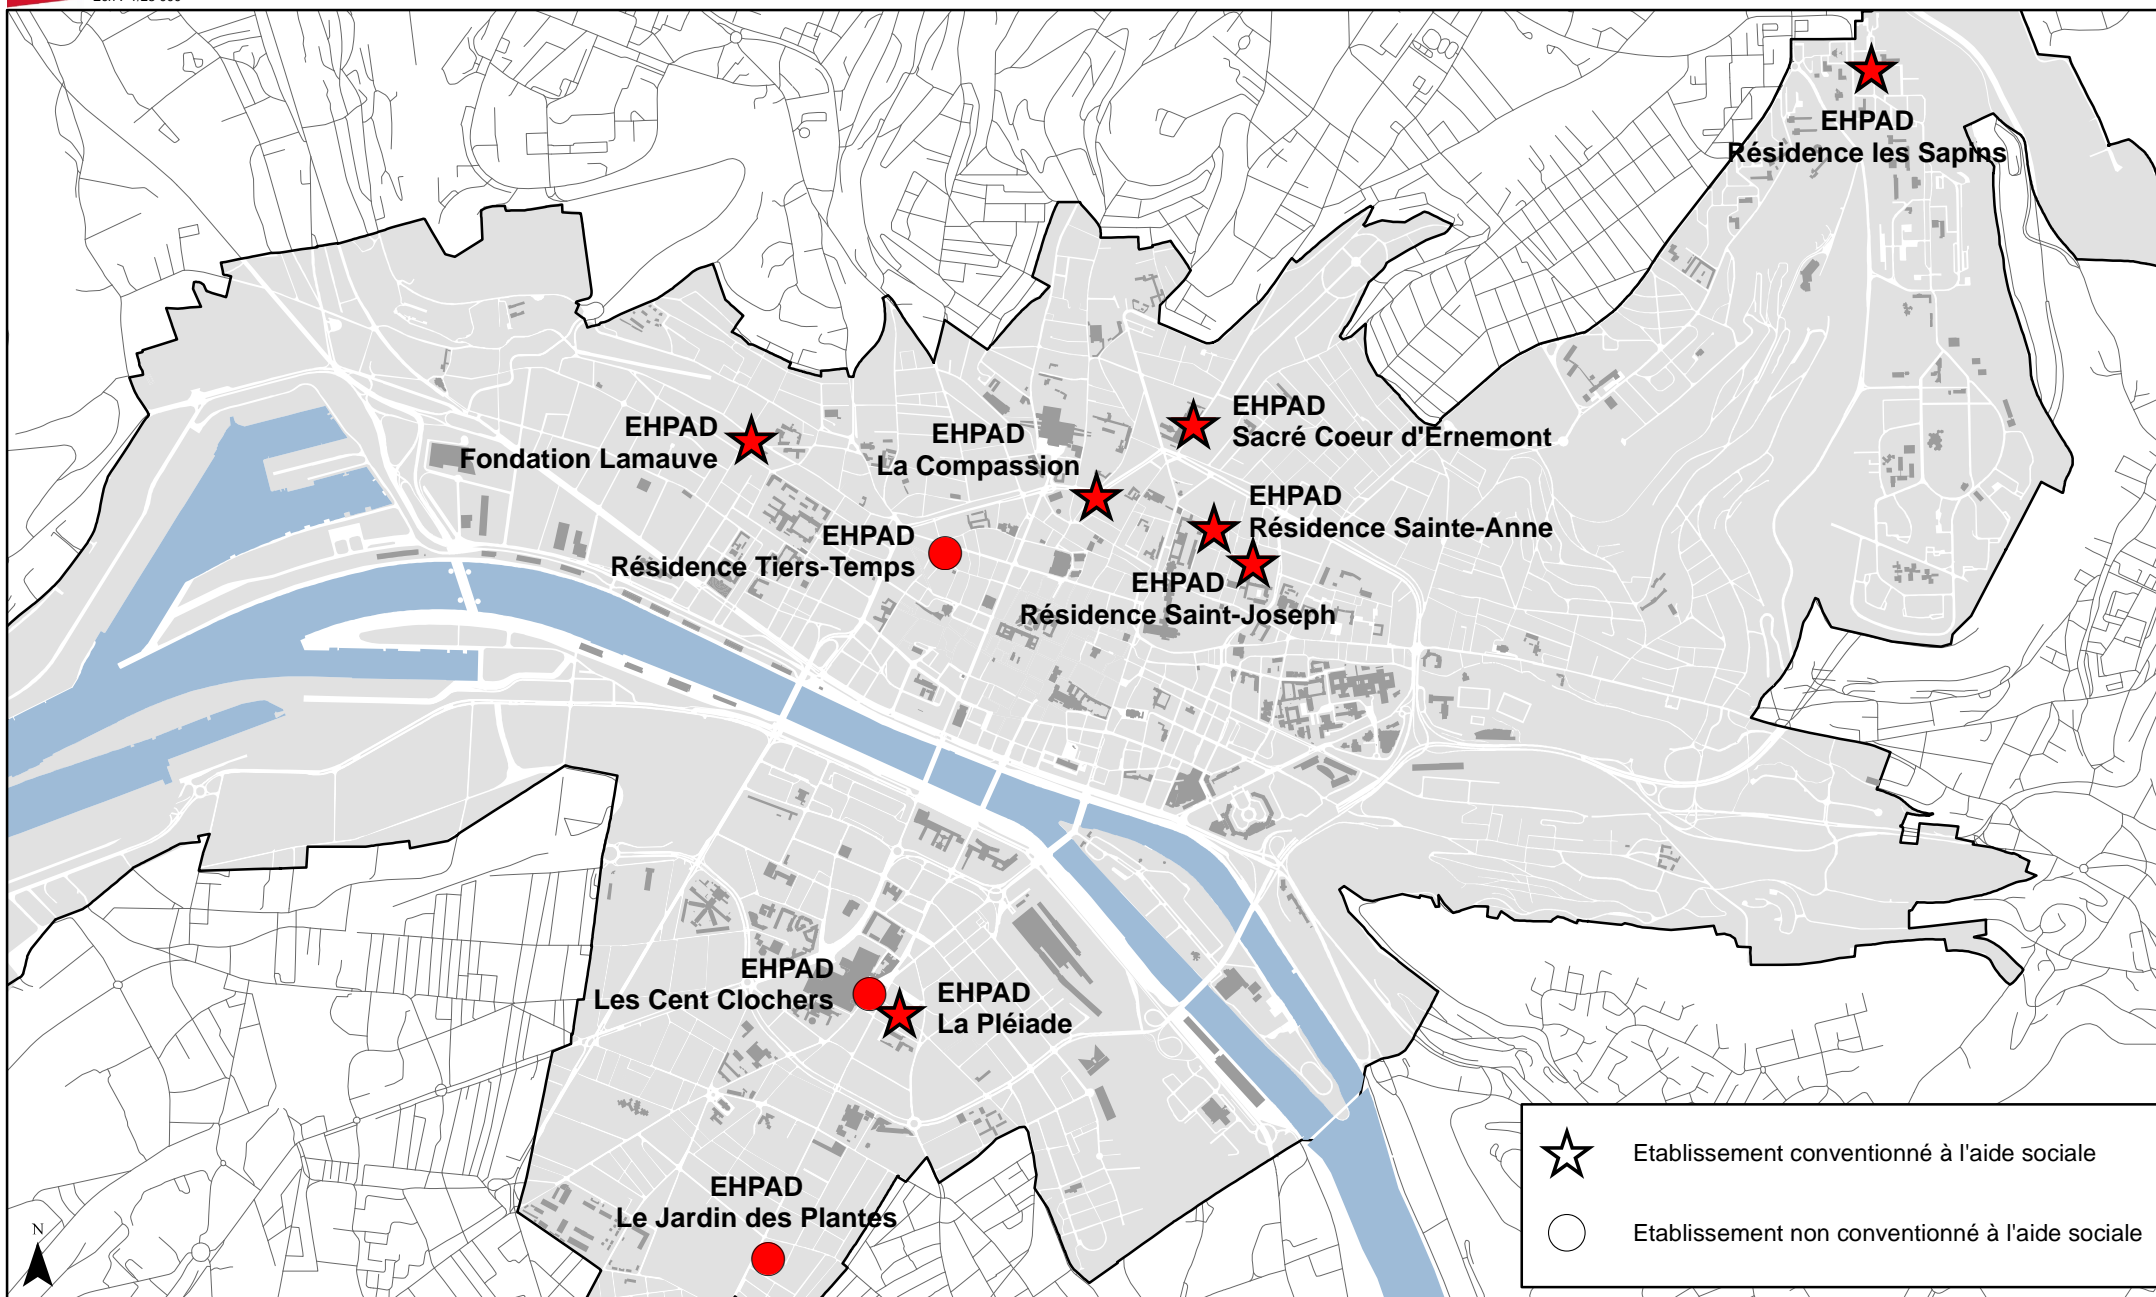 EHPAD
Résidence les Sapins
EHPAD
Fondation Lamauve
EHPAD
La Compassion
EHPAD
Sacré Coeur d'Ernemont
EHPAD
Résidence Sainte-Anne
EHPAD
Résidence Tiers-Temps
EHPAD
Résidence Saint-Joseph
EHPAD
Les Cent Clochers
EHPAD
La Pléiade
EHPAD
Le Jardin des Plantes
N
Etablissement conventionné à l'aide sociale
Etablissement non conventionné à l'aide sociale